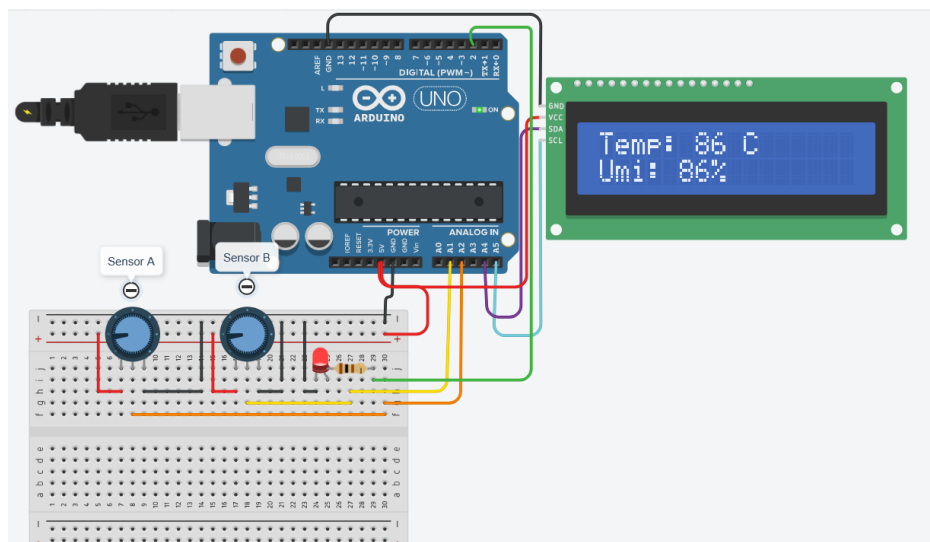 AREF
GND
13
12
~11
~10
~9
8
7
~6
~5
4
~3
2
TX→1
RX←0
DIGITAL (PWM~)
L
TX
RX
ARDUINO
UNO
ON
GND
VCC
SDA
SCL
Temp: 86 C
Umi: 86%
POWER
ANALOG IN
IOREF
RESET
3.3V
5V
GND
GND
Vin
A0
A1
A2
A3
A4
A5
Sensor A
Sensor B